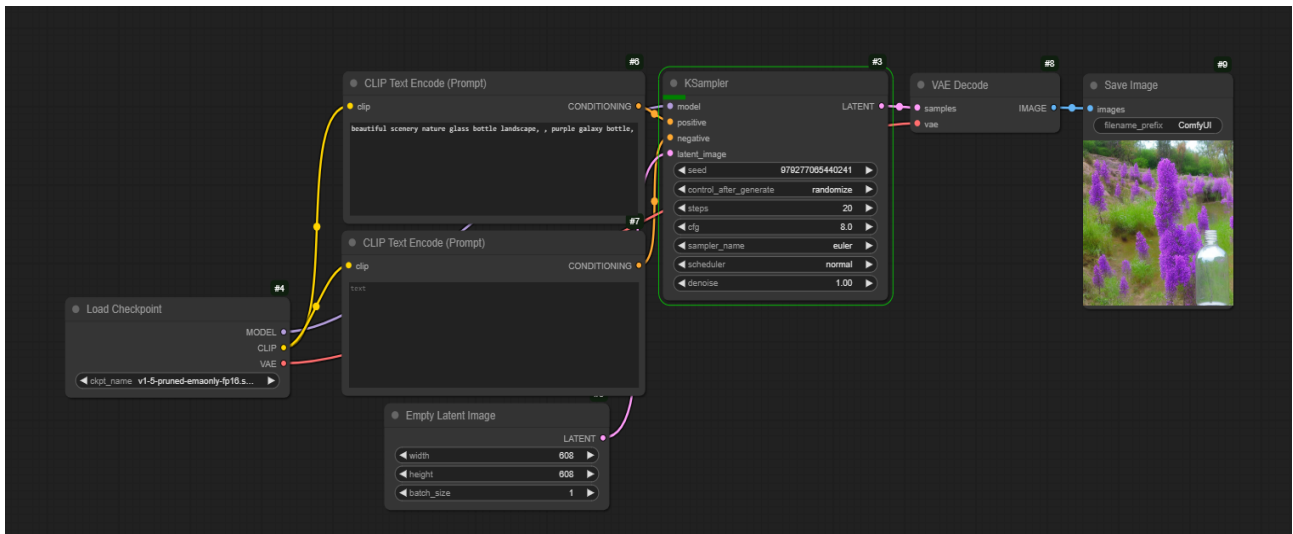 #6
CLIP Text Encode (Prompt)
clip CONDITIONING
beautiful scenery nature glass bottle landscape, , purple galaxy bottle,
#7
CLIP Text Encode (Prompt)
clip CONDITIONING
text
#4
Load Checkpoint
MODEL
CLIP
VAE
ckpt_name v1-5-pruned-emaonly-fp16.s...
Empty Latent Image
LATENT
width 608
height 608
batch_size 1
#3
KSampler
model LATENT
positive
negative
latent_image
seed 979277065440241
control_after_generate randomize
steps 20
cfg 8.0
sampler_name euler
scheduler normal
denoise 1.00
#8
VAE Decode
samples IMAGE
vae
#9
Save Image
images
filename_prefix ComfyUI